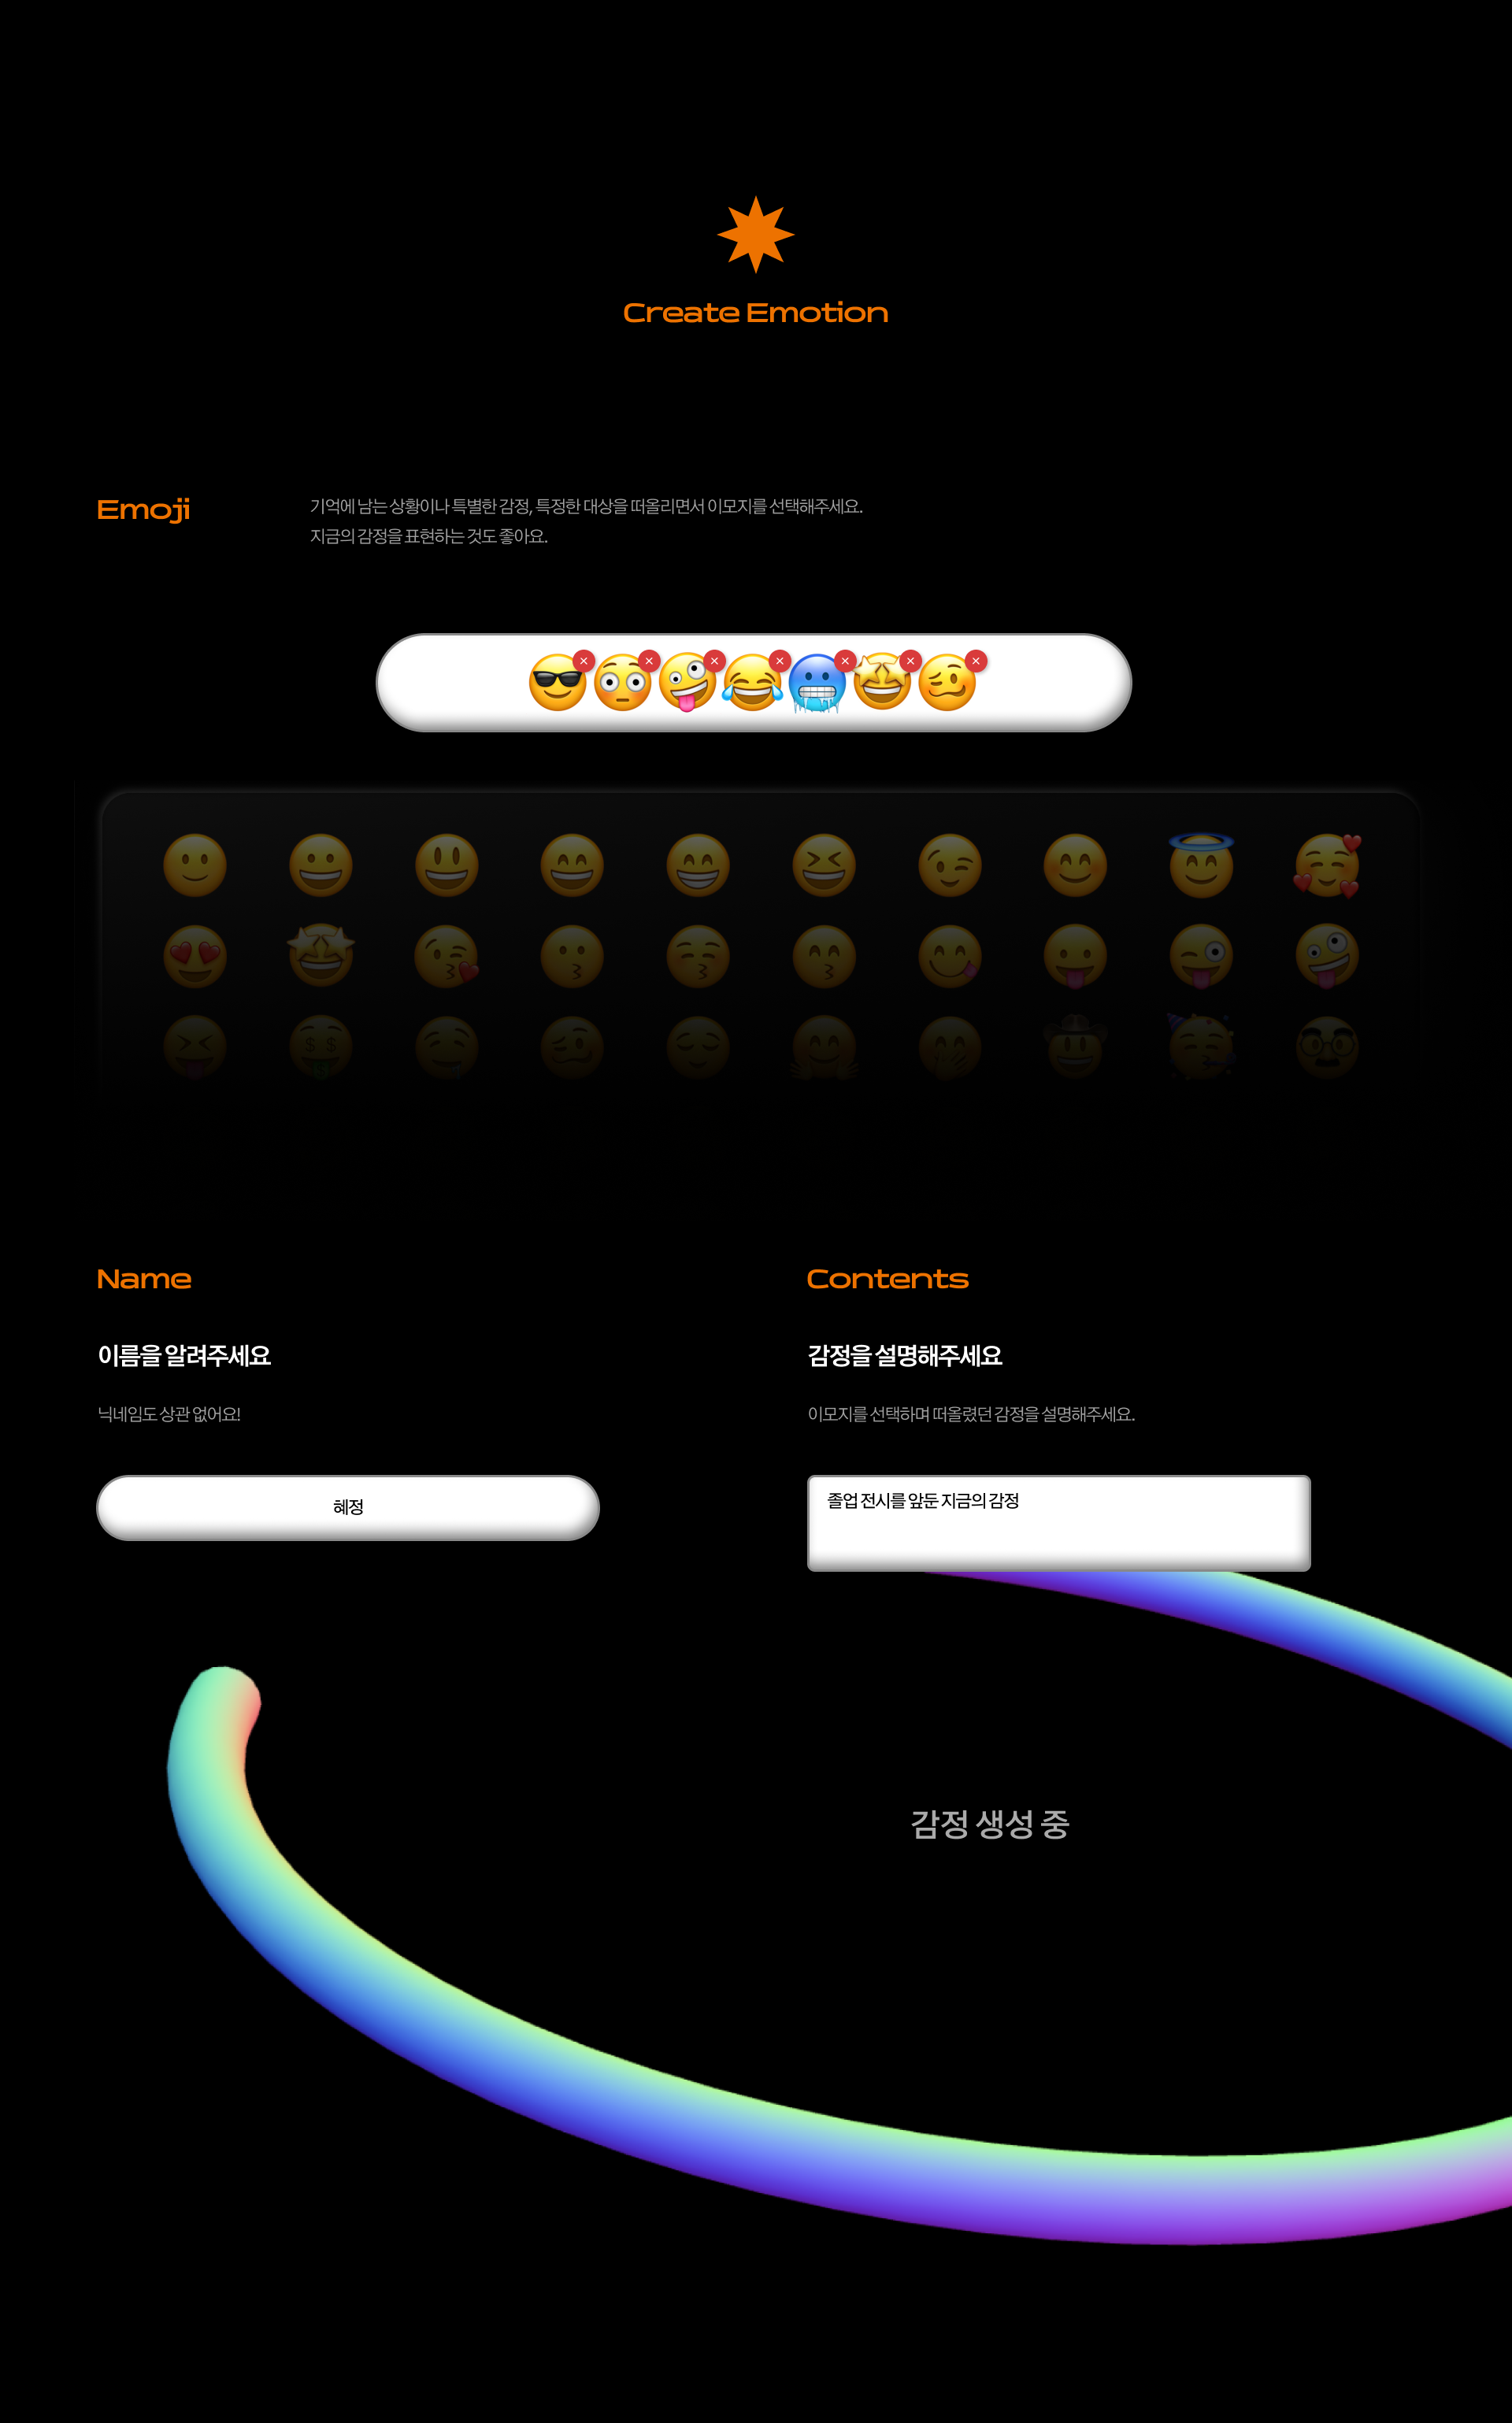 Create Emotion
Emoji
기억에 남는 상황이나 특별한 감정, 특정한 대상을 떠올리면서 이모지를 선택해주세요.
지금의 감정을 표현하는 것도 좋아요.
Name
이름을 알려주세요
닉네임도 상관 없어요!
혜정
Contents
감정을 설명해주세요
이모지를 선택하며 떠올렸던 감정을 설명해주세요.
졸업 전시를 앞둔 지금의 감정
감정 생성 중